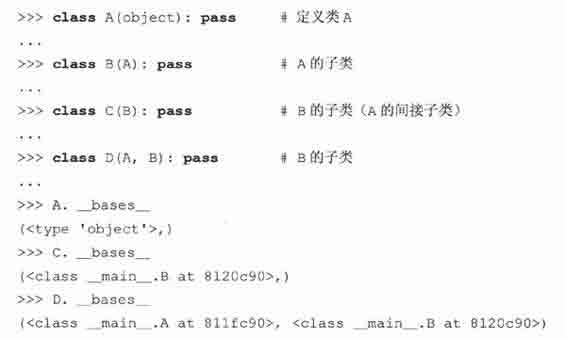 >>> class A(object): pass # 定义类A
...
>>> class B(A): pass # A的子类
...
>>> class C(B): pass # B的子类（A的间接子类）
...
>>> class D(A, B): pass # B的子类
...
>>> A. __bases__
(<type 'object'>,)
>>> C. __bases__
(<class __main__.B at 8120c90>,)
>>> D. __bases__
(<class __main__.A at 811fc90>, <class __main__.B at 8120c90>)